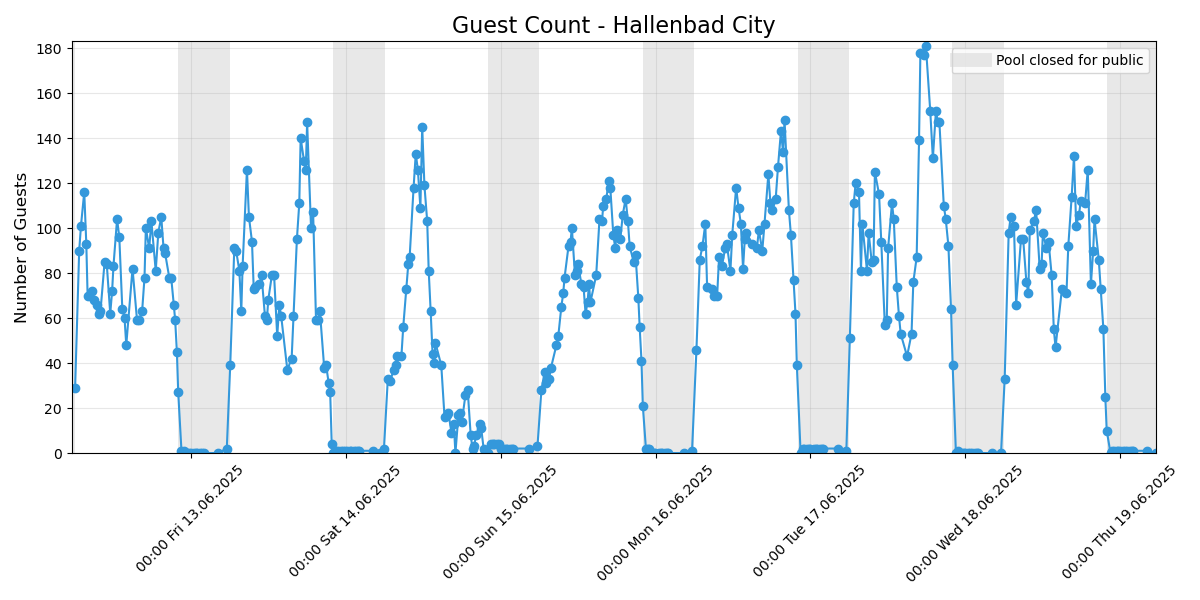 Guest Count - Hallenbad City
Number of Guests
180
160
140
120
100
80
60
40
20
0
Pool closed for public
00:00 Fri 13.06.2025
00:00 Sat 14.06.2025
00:00 Sun 15.06.2025
00:00 Mon 16.06.2025
00:00 Tue 17.06.2025
00:00 Wed 18.06.2025
00:00 Thu 19.06.2025